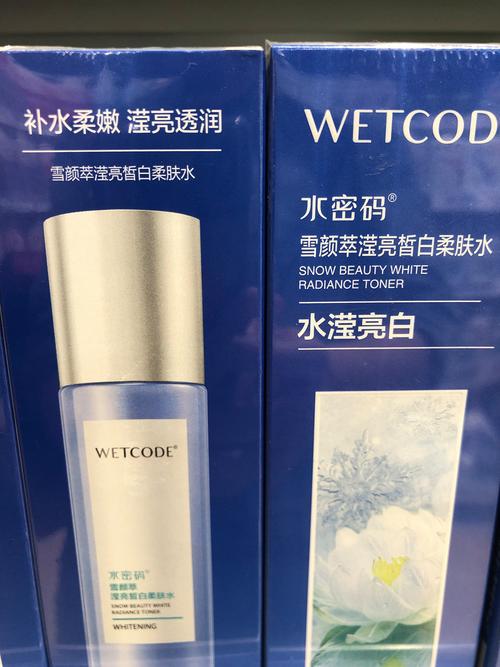 补水柔嫩 滢亮透润
雪颜萃滢亮皙白柔肤水
WETCODE®
水密码®
雪颜萃
滢亮皙白柔肤水
SNOW BEAUTY WHITE
RADIANCE TONER
WHITENING
WETCOD
水密码®
雪颜萃滢亮皙白柔肤水
SNOW BEAUTY WHITE
RADIANCE TONER
水滢亮白